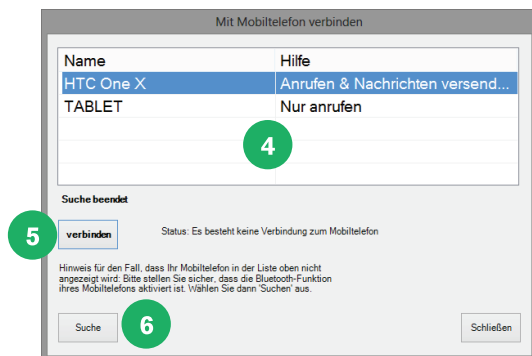 Mit Mobiltelefon verbinden
Name Hilfe
HTC One X Anrufen & Nachrichten versend...
TABLET Nur anrufen
4
Suche beendet
5 verbinden Status: Es besteht keine Verbindung zum Mobiltelefon
Hinweis für den Fall, dass Ihr Mobiltelefon in der Liste oben nicht
angezeigt wird: Bitte stellen Sie sicher, dass die Bluetooth-Funktion
ihres Mobiltelefons aktiviert ist. Wählen Sie dann 'Suchen' aus.
Suche 6 Schließen